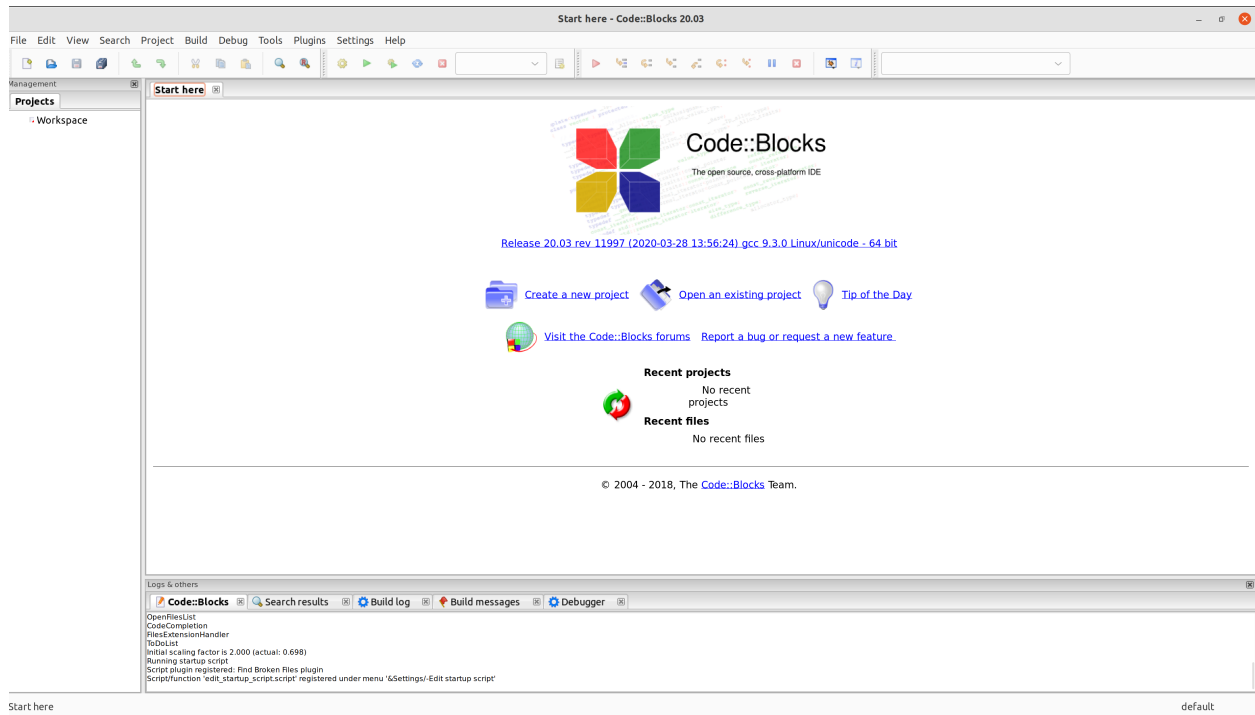 Start here - Code::Blocks 20.03
File Edit View Search Project Build Debug Tools Plugins Settings Help
Management
Projects
Workspace
Start here
Code::Blocks
The open source, cross-platform IDE
Release 20.03 rev 11997 (2020-03-28 13:56:24) gcc 9.3.0 Linux/unicode - 64 bit
Create a new project Open an existing project Tip of the Day
Visit the Code::Blocks forums Report a bug or request a new feature
Recent projects
No recent
projects
Recent files
No recent files
© 2004 - 2018, The Code::Blocks Team.
Logs & others
Code::Blocks Search results Build log Build messages Debugger
OpenFilesList
CodeCompletion
FilesExtensionHandler
ToDoList
Initial scaling factor is 2.000 (actual: 0.698)
Running startup script
Script plugin registered: Find Broken Files plugin
Script/function 'edit_startup_script.script' registered under menu '&Settings/-Edit startup script'
Start here default